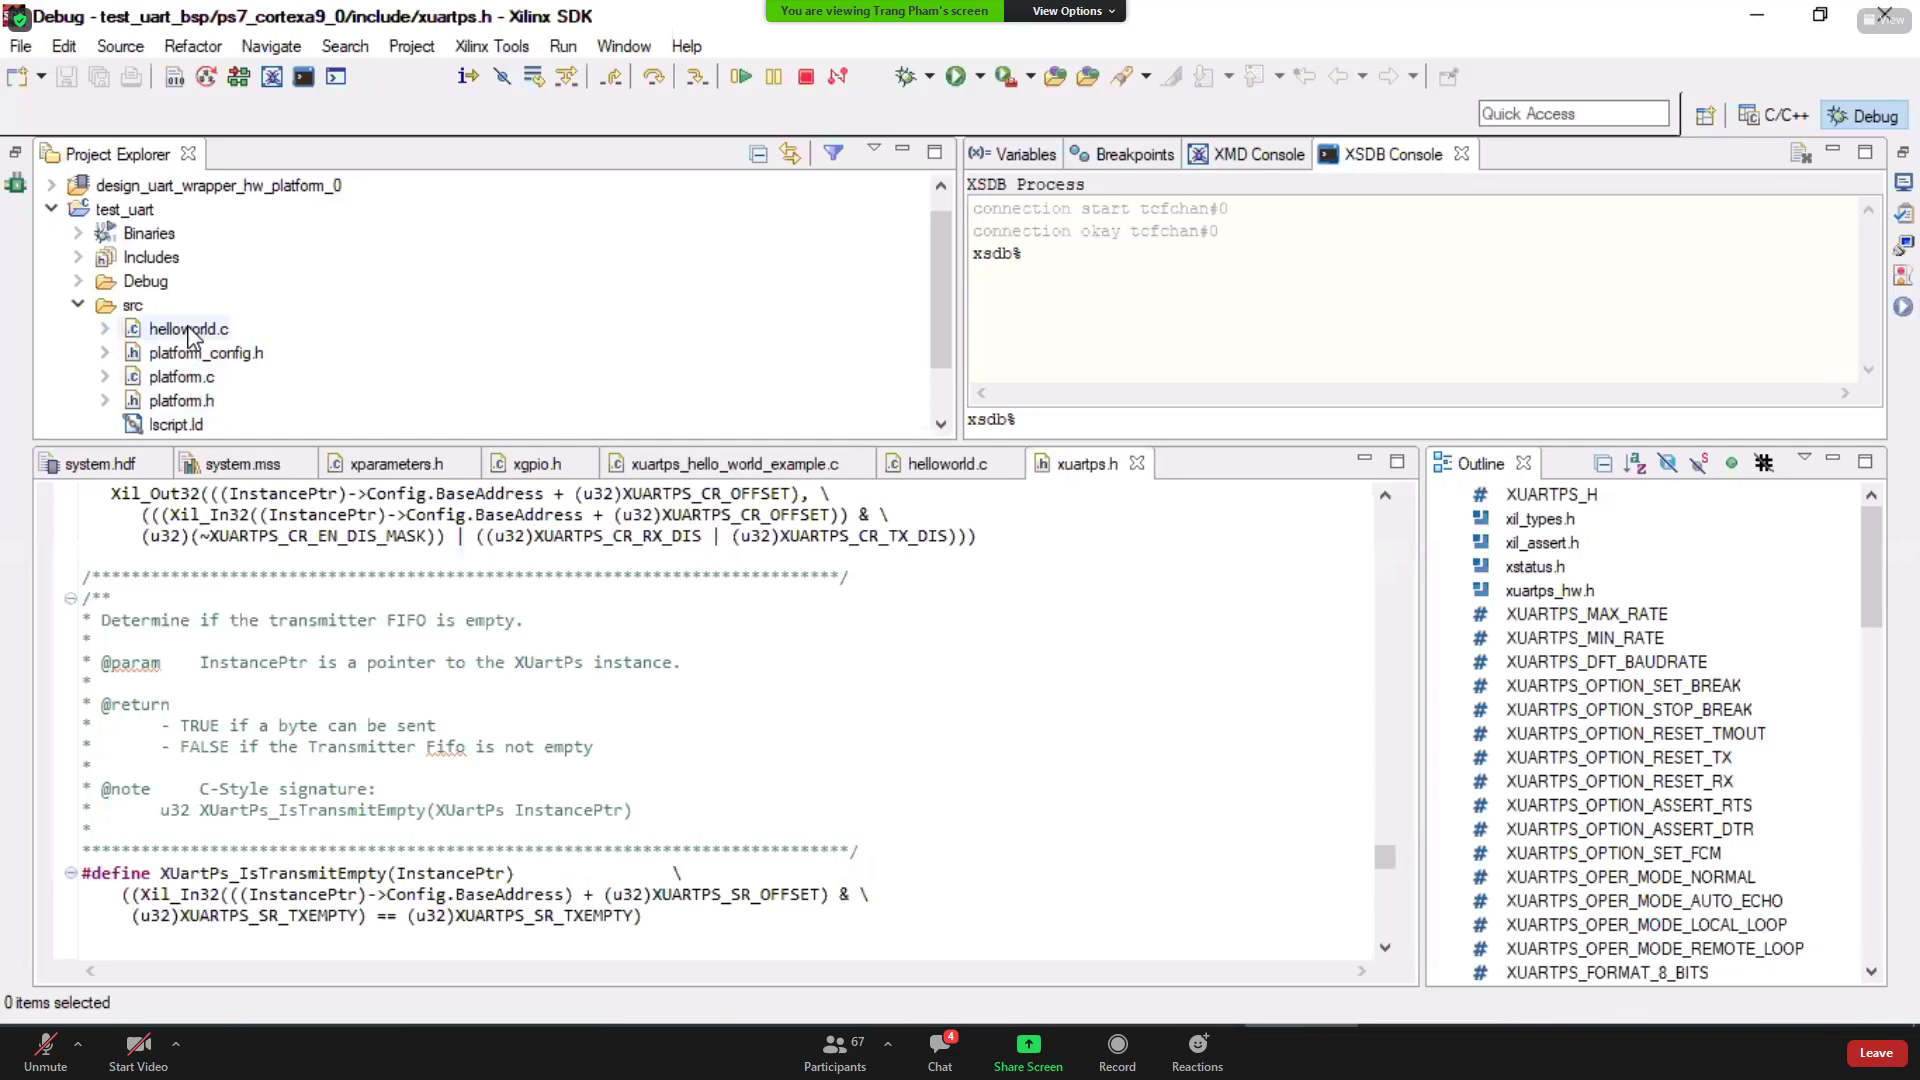 Debug - test_uart_bsp/ps7_cortexa9_0/include/xuartps.h - Xilinx SDK
You are viewing Trang Pham's screen
View Options
View
File Edit Source Refactor Navigate Search Project Xilinx Tools Run Window Help
Quick Access
C/C++
Debug
Project Explorer
design_uart_wrapper_hw_platform_0
test_uart
Binaries
Includes
Debug
src
helloworld.c
platform_config.h
platform.c
platform.h
lscript.ld
(x)= Variables
Breakpoints
XMD Console
XSDB Console
XSDB Process
connection start tcfchan#0
connection okay tcfchan#0
xsdb%
xsdb%
system.hdf
system.mss
xparameters.h
xgpio.h
xuartps_hello_world_example.c
helloworld.c
xuartps.h
Xil_Out32(((InstancePtr)->Config.BaseAddress + (u32)XUARTPS_CR_OFFSET), \
(((Xil_In32((InstancePtr)->Config.BaseAddress + (u32)XUARTPS_CR_OFFSET)) & \
(u32)(~XUARTPS_CR_EN_DIS_MASK)) | ((u32)XUARTPS_CR_RX_DIS | (u32)XUARTPS_CR_TX_DIS)))
/****************************************************************************/
/**
* Determine if the transmitter FIFO is empty.
*
* @param InstancePtr is a pointer to the XUartPs instance.
*
* @return
* - TRUE if a byte can be sent
* - FALSE if the Transmitter Fifo is not empty
*
* @note C-Style signature:
* u32 XUartPs_IsTransmitEmpty(XUartPs InstancePtr)
*
******************************************************************************/
#define XUartPs_IsTransmitEmpty(InstancePtr) \
((Xil_In32(((InstancePtr)->Config.BaseAddress) + (u32)XUARTPS_SR_OFFSET) & \
(u32)XUARTPS_SR_TXEMPTY) == (u32)XUARTPS_SR_TXEMPTY)
Outline
XUARTPS_H
xil_types.h
xil_assert.h
xstatus.h
xuartps_hw.h
XUARTPS_MAX_RATE
XUARTPS_MIN_RATE
XUARTPS_DFT_BAUDRATE
XUARTPS_OPTION_SET_BREAK
XUARTPS_OPTION_STOP_BREAK
XUARTPS_OPTION_RESET_TMOUT
XUARTPS_OPTION_RESET_TX
XUARTPS_OPTION_RESET_RX
XUARTPS_OPTION_ASSERT_RTS
XUARTPS_OPTION_ASSERT_DTR
XUARTPS_OPTION_SET_FCM
XUARTPS_OPER_MODE_NORMAL
XUARTPS_OPER_MODE_AUTO_ECHO
XUARTPS_OPER_MODE_LOCAL_LOOP
XUARTPS_OPER_MODE_REMOTE_LOOP
XUARTPS_FORMAT_8_BITS
0 items selected
Unmute
Start Video
67
Participants
4
Chat
Share Screen
Record
Reactions
Leave